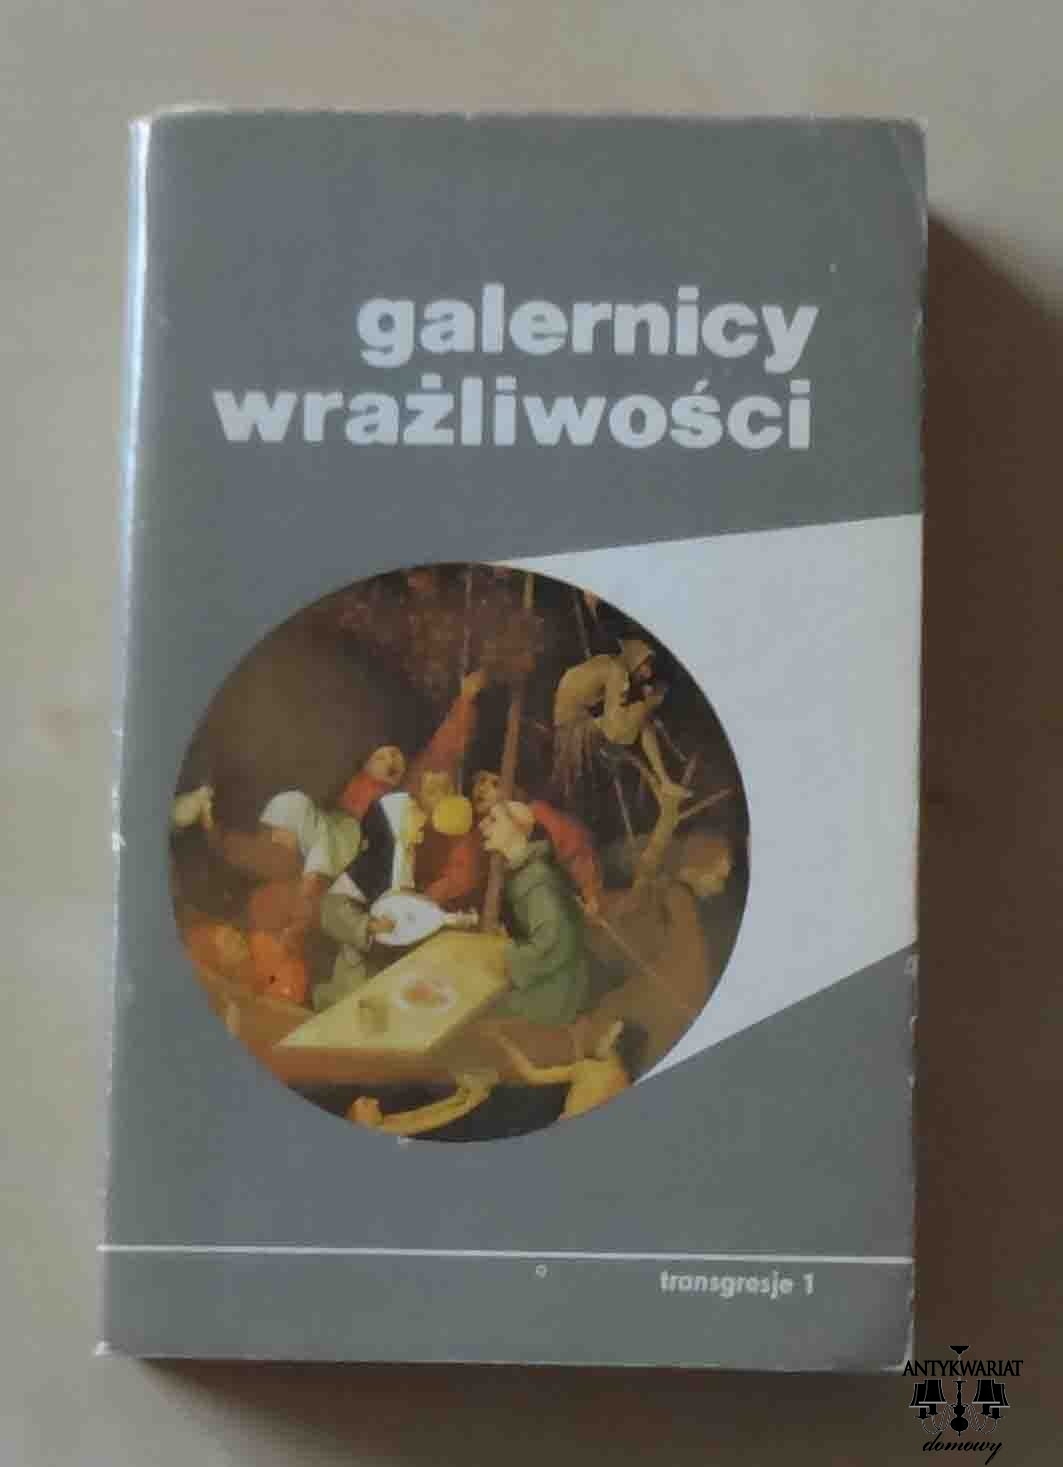 galernicy
wrażliwości
transgresje 1
ANTYKWARIAT
domowy